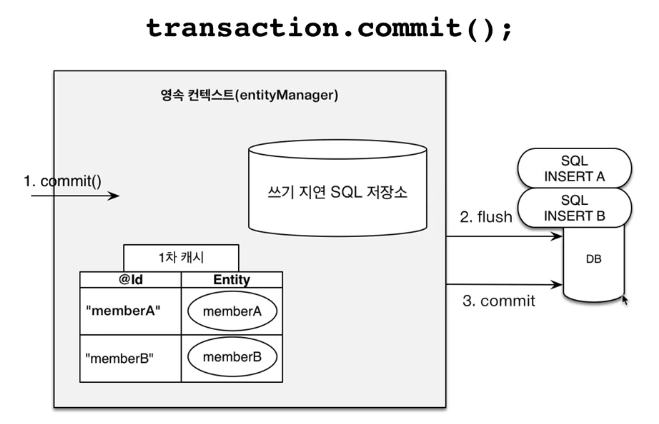 transaction.commit();
영속 컨텍스트(entityManager)
1. commit()
쓰기 지연 SQL 저장소
SQL
INSERT A
SQL
INSERT B
2. flush
DB
3. commit
1차 캐시
@Id
Entity
"memberA"
memberA
"memberB"
memberB